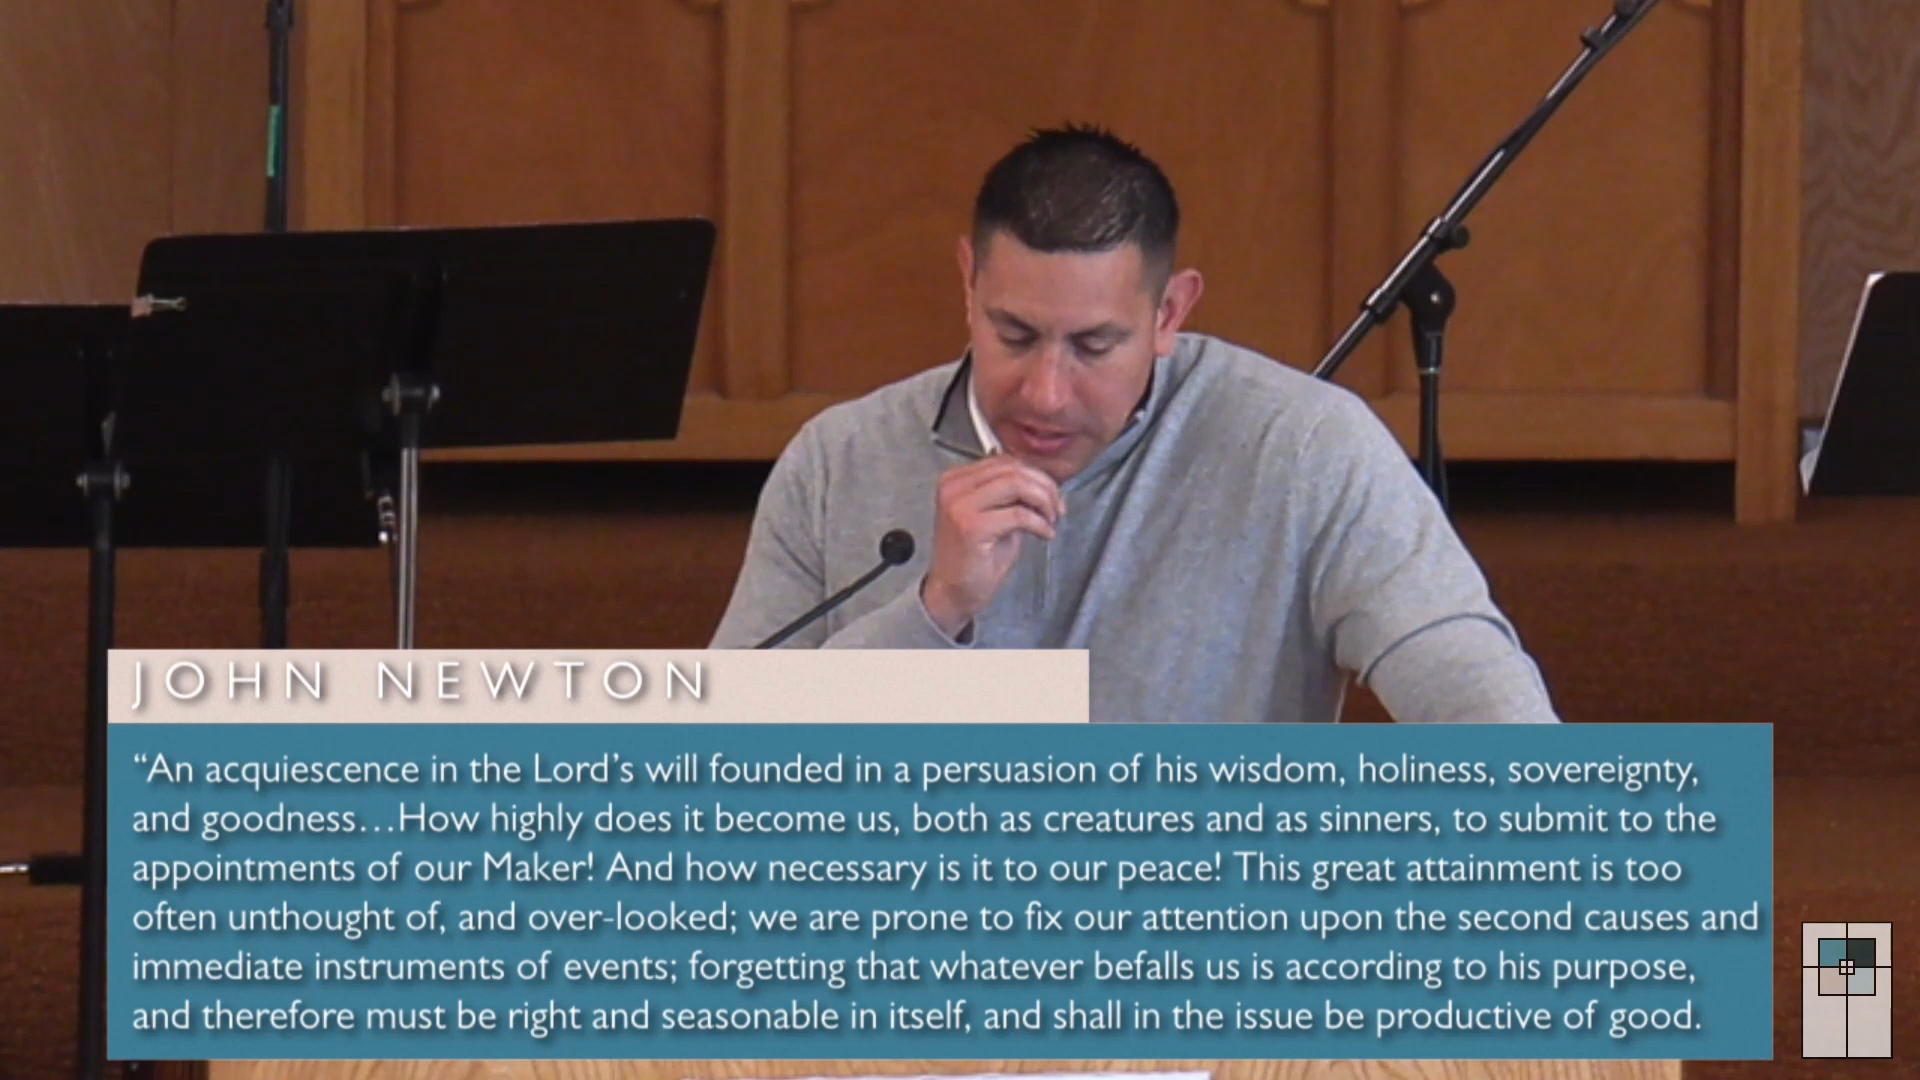 JOHN NEWTON
“An acquiescence in the Lord’s will founded in a persuasion of his wisdom, holiness, sovereignty,
and goodness…How highly does it become us, both as creatures and as sinners, to submit to the
appointments of our Maker! And how necessary is it to our peace! This great attainment is too
often unthought of, and over-looked; we are prone to fix our attention upon the second causes and
immediate instruments of events; forgetting that whatever befalls us is according to his purpose,
and therefore must be right and seasonable in itself, and shall in the issue be productive of good.